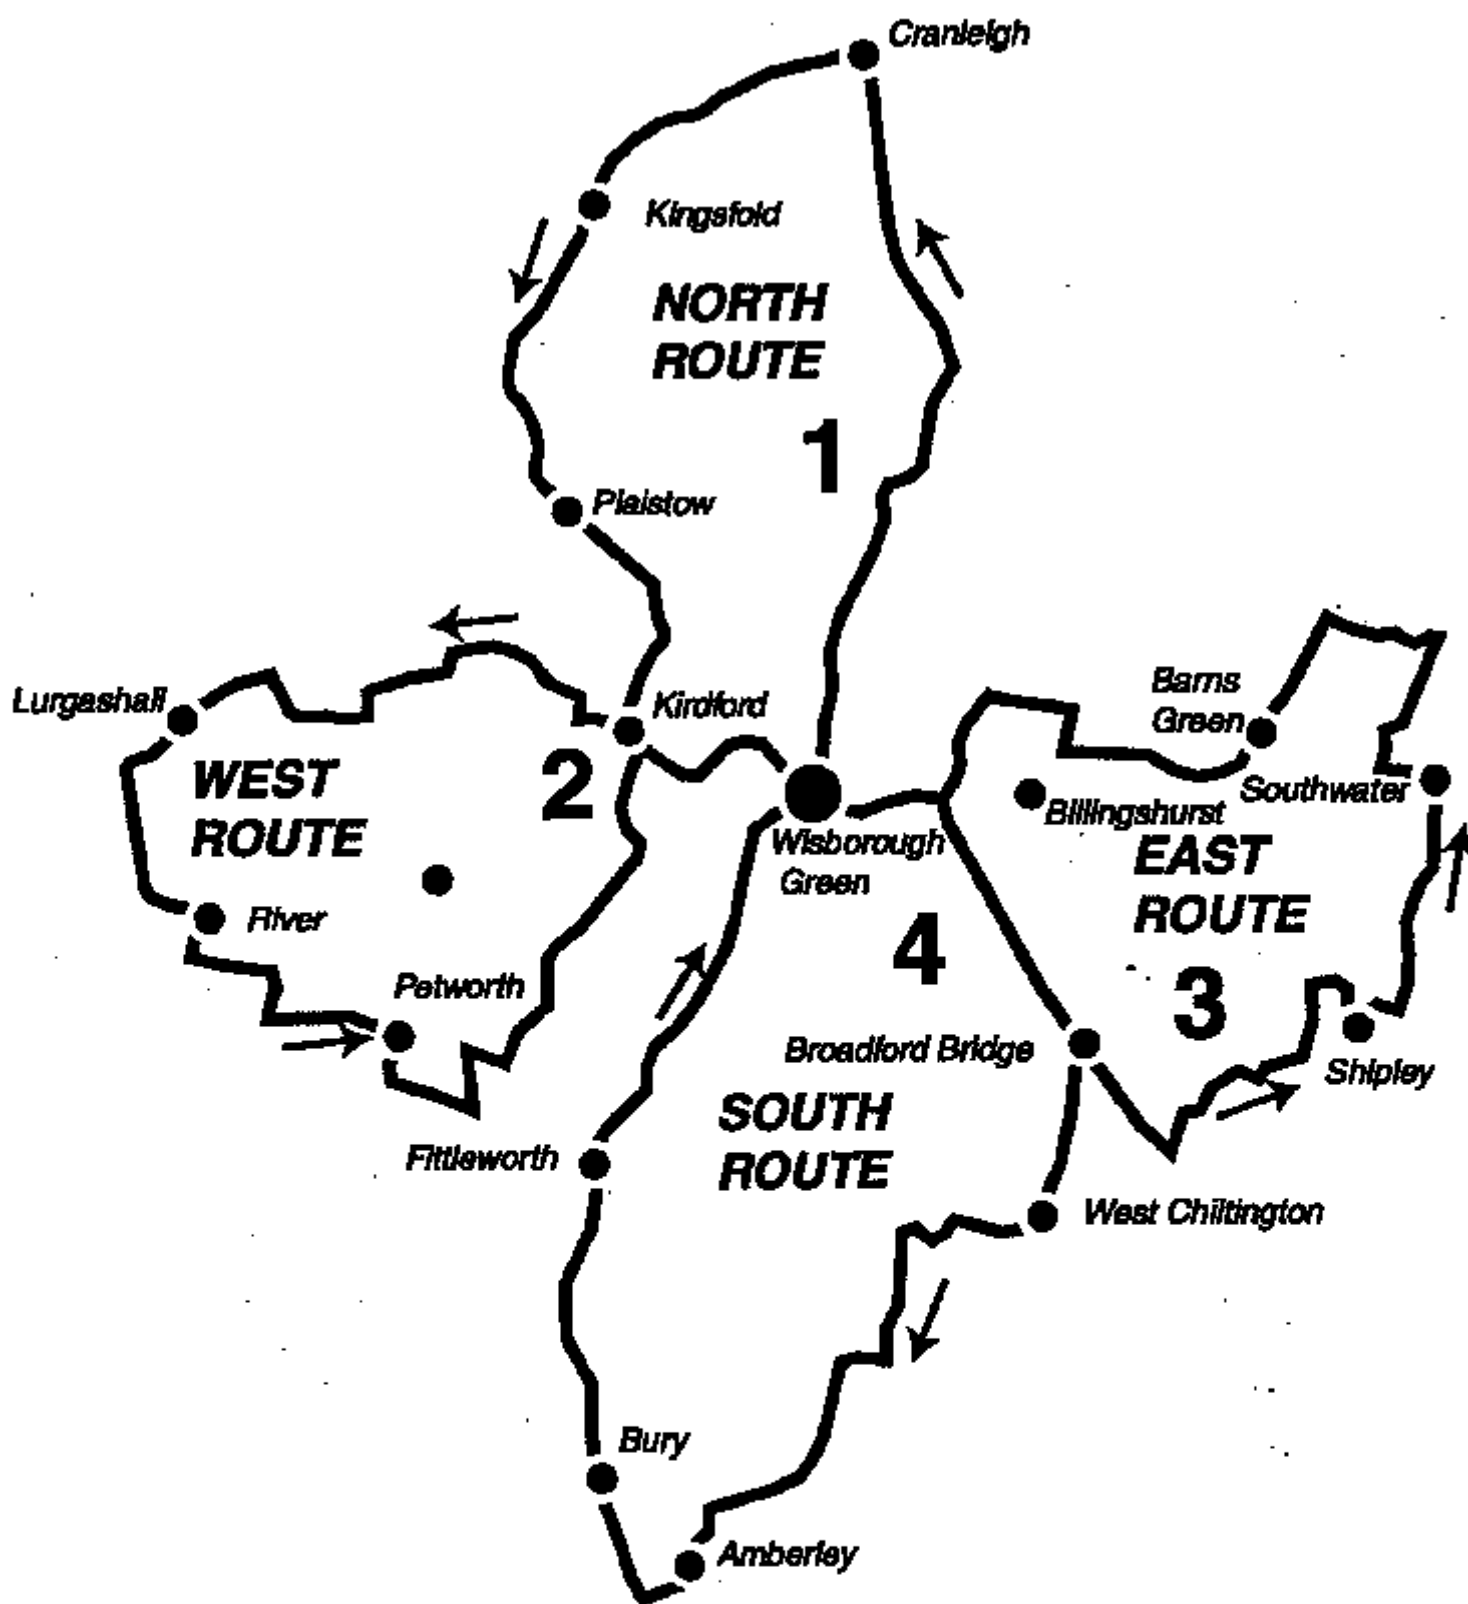 Cranleigh
Kingsfold
NORTH
ROUTE
1
Plaistow
Lurgashall
Kirdford
Barns
Green
WEST
ROUTE
2
Southwater
Billingshurst
Wisborough
Green
EAST
ROUTE
River
4
3
Petworth
Broadford Bridge
Shipley
SOUTH
ROUTE
Fittleworth
West Chiltington
Bury
Amberley